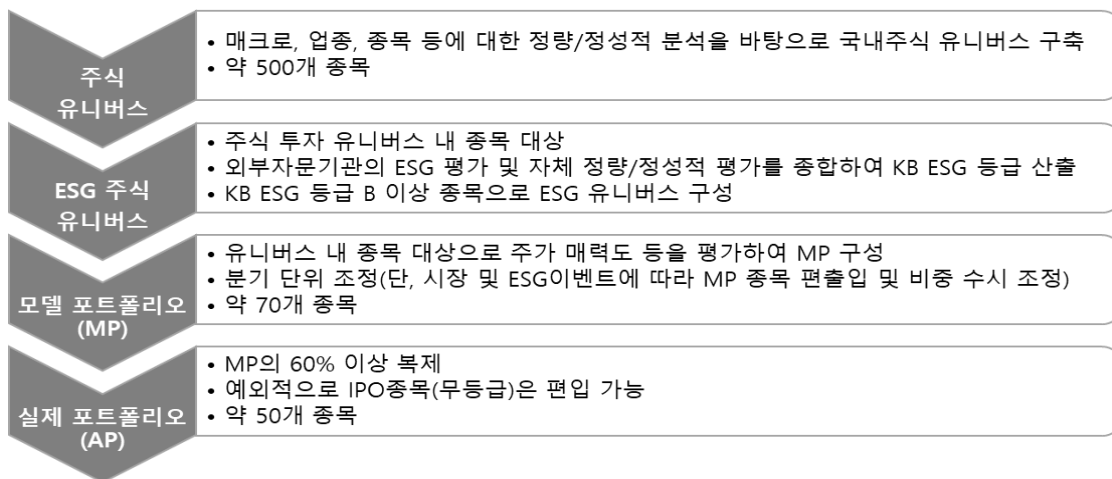 주식
유니버스
• 매크로, 업종, 종목 등에 대한 정량/정성적 분석을 바탕으로 국내주식 유니버스 구축
• 약 500개 종목
ESG 주식
유니버스
• 주식 투자 유니버스 내 종목 대상
• 외부자문기관의 ESG 평가 및 자체 정량/정성적 평가를 종합하여 KB ESG 등급 산출
• KB ESG 등급 B 이상 종목으로 ESG 유니버스 구성
모델 포트폴리오
(MP)
• 유니버스 내 종목 대상으로 주가 매력도 등을 평가하여 MP 구성
• 분기 단위 조정(단, 시장 및 ESG이벤트에 따라 MP 종목 편출입 및 비중 수시 조정)
• 약 70개 종목
실제 포트폴리오
(AP)
• MP의 60% 이상 복제
• 예외적으로 IPO종목(무등급)은 편입 가능
• 약 50개 종목